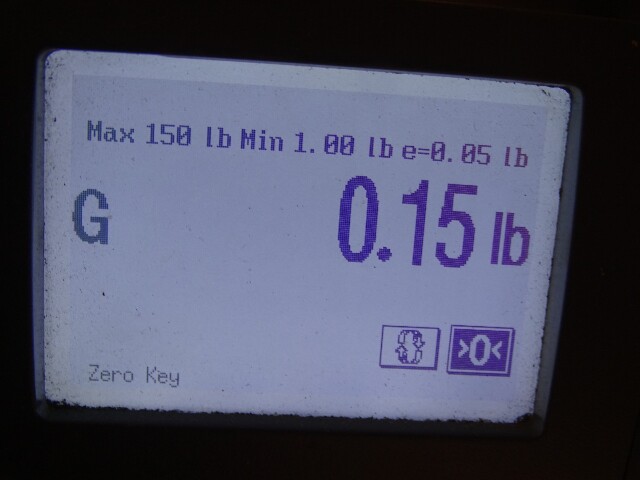 Max 150 lb Min 1.00 lb e=0.05 lb
G 0.15 lb
>0<
Zero Key